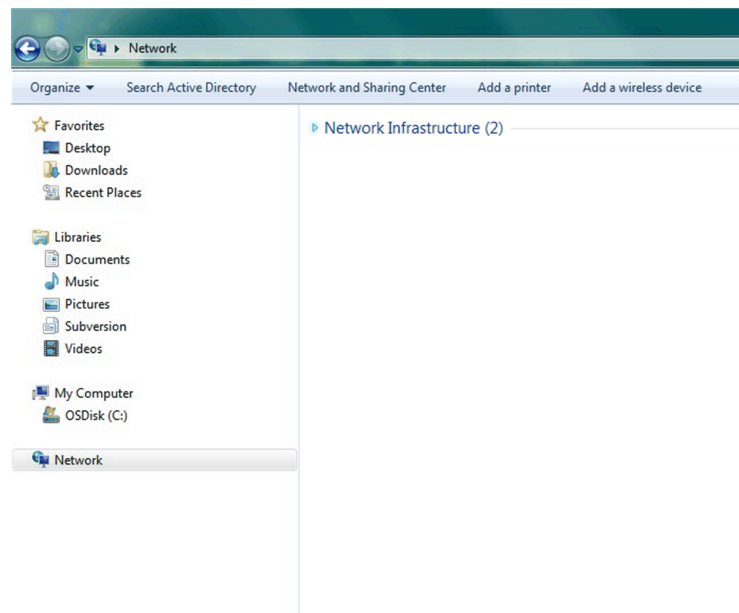 Network
Organize Search Active Directory Network and Sharing Center Add a printer Add a wireless device
Favorites
Desktop
Downloads
Recent Places
Libraries
Documents
Music
Pictures
Subversion
Videos
My Computer
OSDisk (C:)
Network
Network Infrastructure (2)